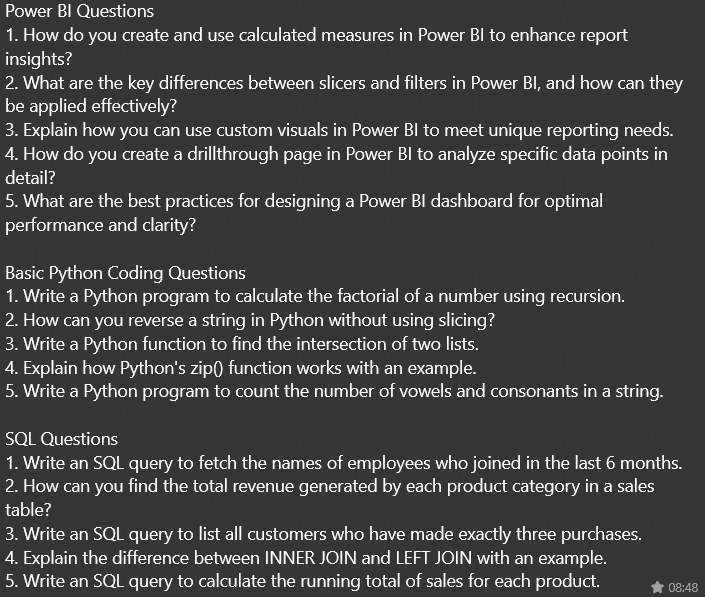 Power BI Questions
1. How do you create and use calculated measures in Power BI to enhance report
insights?
2. What are the key differences between slicers and filters in Power BI, and how can they
be applied effectively?
3. Explain how you can use custom visuals in Power BI to meet unique reporting needs.
4. How do you create a drillthrough page in Power BI to analyze specific data points in
detail?
5. What are the best practices for designing a Power BI dashboard for optimal
performance and clarity?

Basic Python Coding Questions
1. Write a Python program to calculate the factorial of a number using recursion.
2. How can you reverse a string in Python without using slicing?
3. Write a Python function to find the intersection of two lists.
4. Explain how Python's zip() function works with an example.
5. Write a Python program to count the number of vowels and consonants in a string.

SQL Questions
1. Write an SQL query to fetch the names of employees who joined in the last 6 months.
2. How can you find the total revenue generated by each product category in a sales
table?
3. Write an SQL query to list all customers who have made exactly three purchases.
4. Explain the difference between INNER JOIN and LEFT JOIN with an example.
5. Write an SQL query to calculate the running total of sales for each product.
08:48